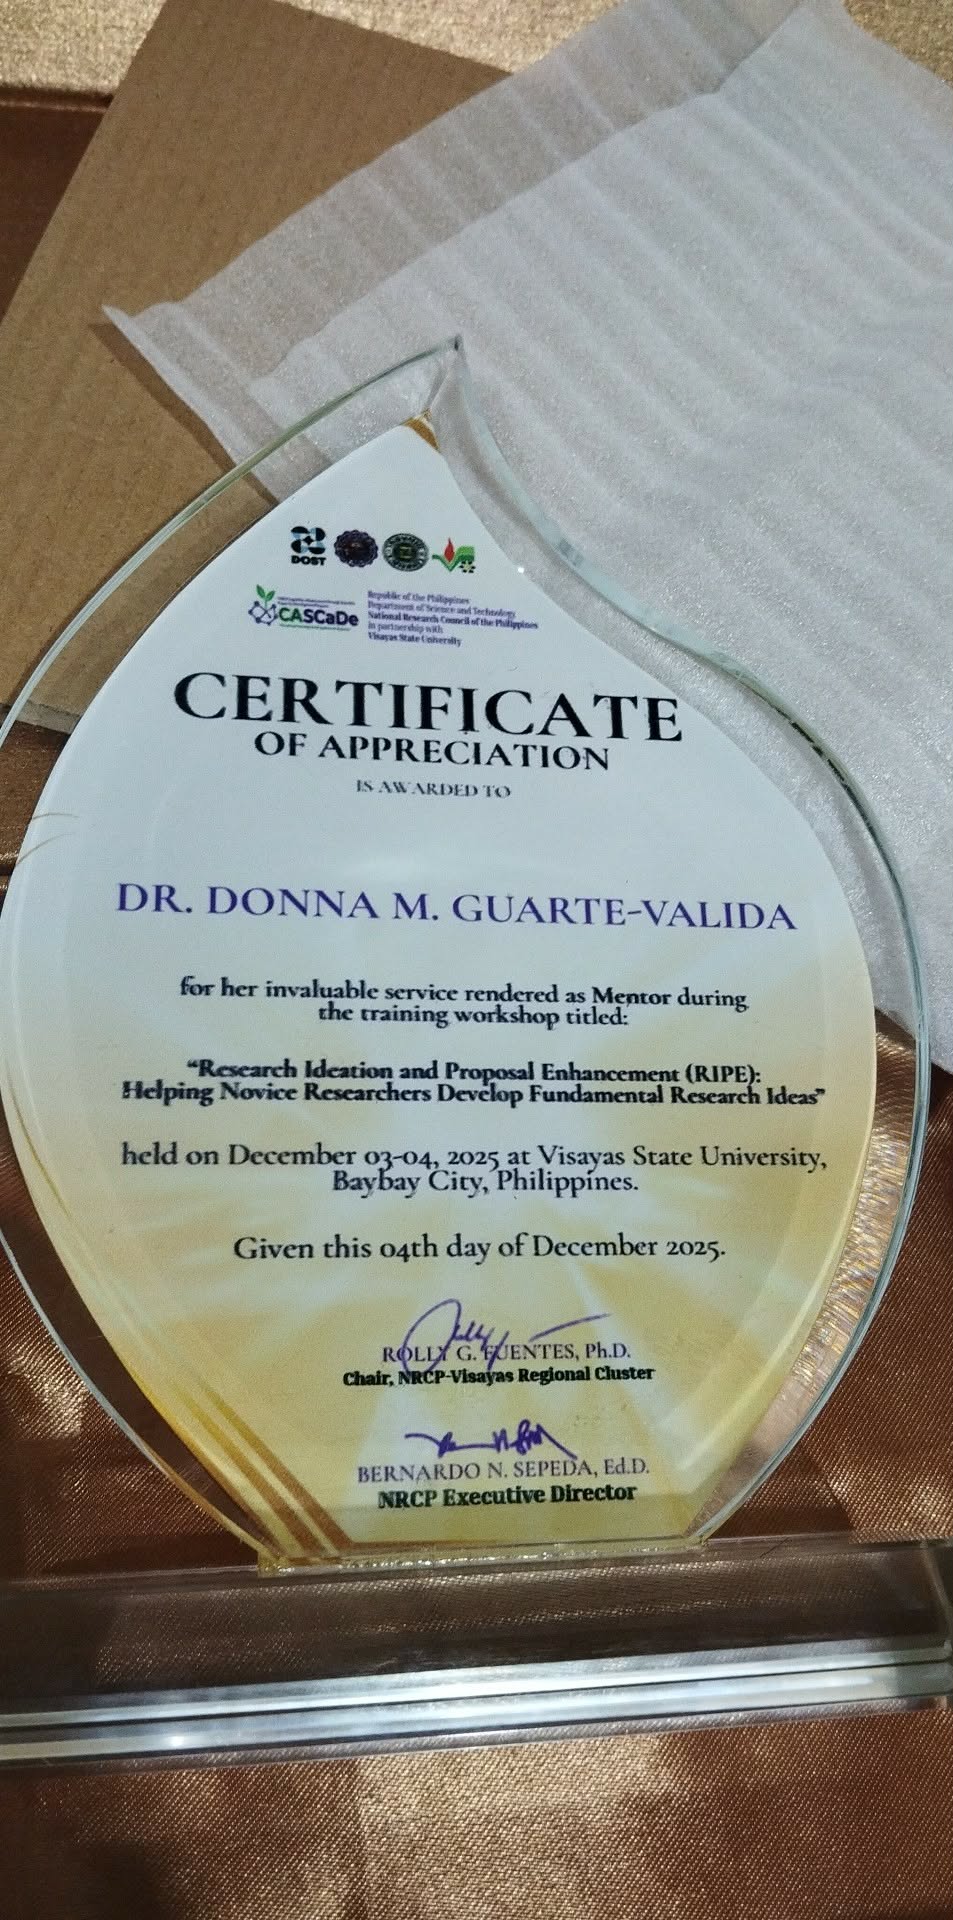 DOST
CASCaDe
Republic of the Philippines
Department of Science and Technology
National Research Council of the Philippines
in partnership with
Visayas State University
CERTIFICATE
OF APPRECIATION
IS AWARDED TO
DR. DONNA M. GUARTE-VALIDA
for her invaluable service rendered as Mentor during
the training workshop titled:
“Research Ideation and Proposal Enhancement (RIPE):
Helping Novice Researchers Develop Fundamental Research Ideas”
held on December 03-04, 2025 at Visayas State University,
Baybay City, Philippines.
Given this 04th day of December 2025.
ROLLY G. FUENTES, Ph.D.
Chair, NRCP-Visayas Regional Cluster
BERNARDO N. SEPEDA, Ed.D.
NRCP Executive Director